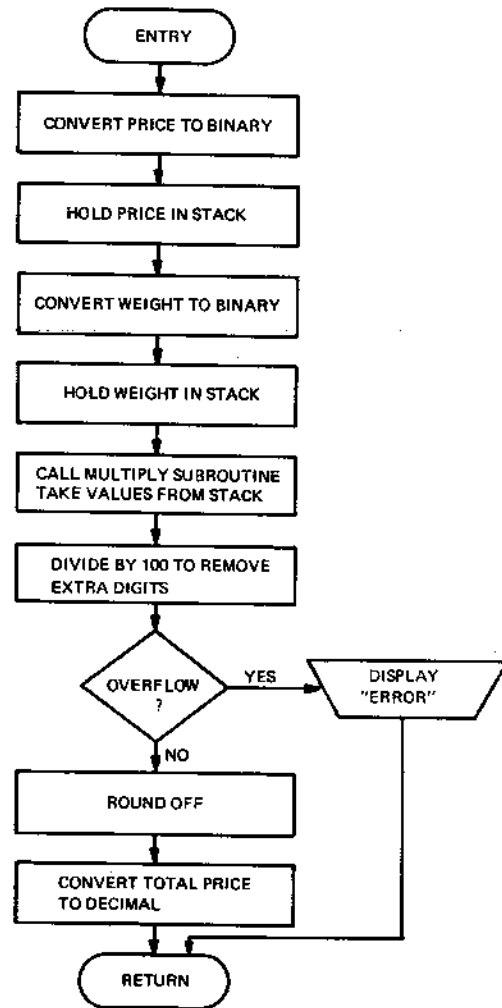 ENTRY
CONVERT PRICE TO BINARY
HOLD PRICE IN STACK
CONVERT WEIGHT TO BINARY
HOLD WEIGHT IN STACK
CALL MULTIPLY SUBROUTINE
TAKE VALUES FROM STACK
DIVIDE BY 100 TO REMOVE
EXTRA DIGITS
OVERFLOW
?
YES
DISPLAY
"ERROR"
NO
ROUND OFF
CONVERT TOTAL PRICE
TO DECIMAL
RETURN